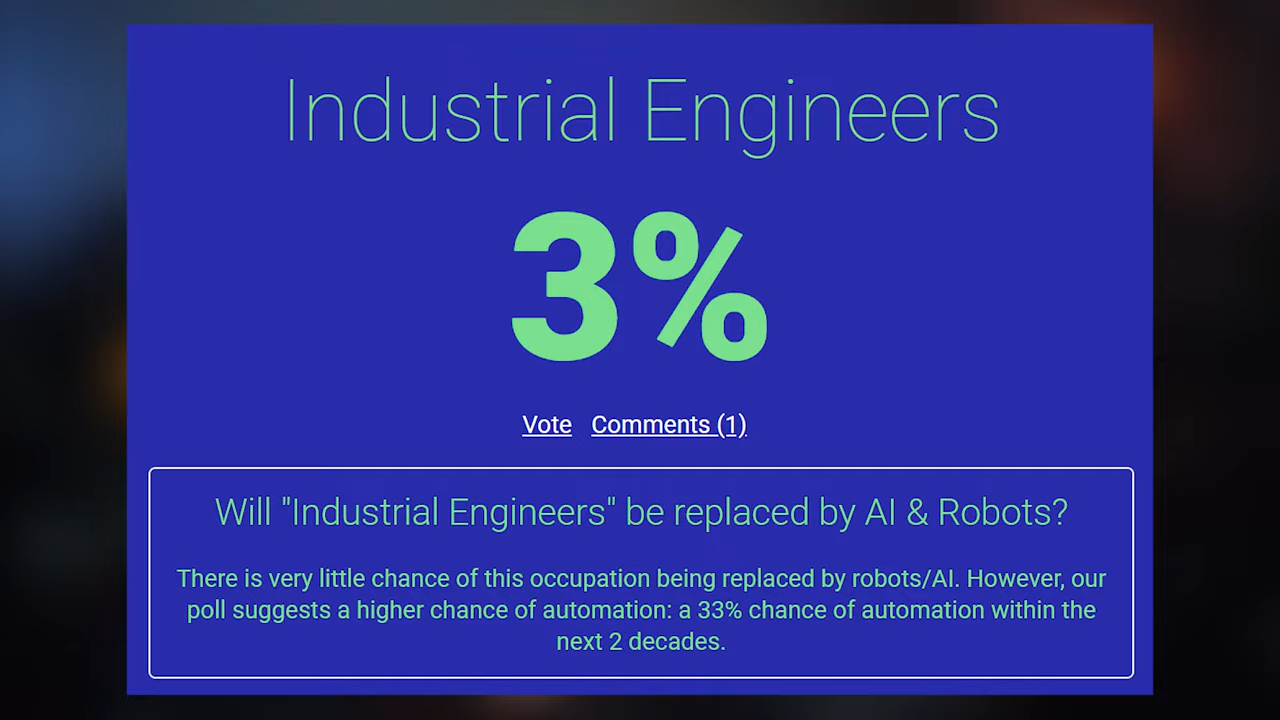 Industrial Engineers
3%
Vote Comments (1)
Will "Industrial Engineers" be replaced by AI & Robots?
There is very little chance of this occupation being replaced by robots/AI. However, our
poll suggests a higher chance of automation: a 33% chance of automation within the
next 2 decades.